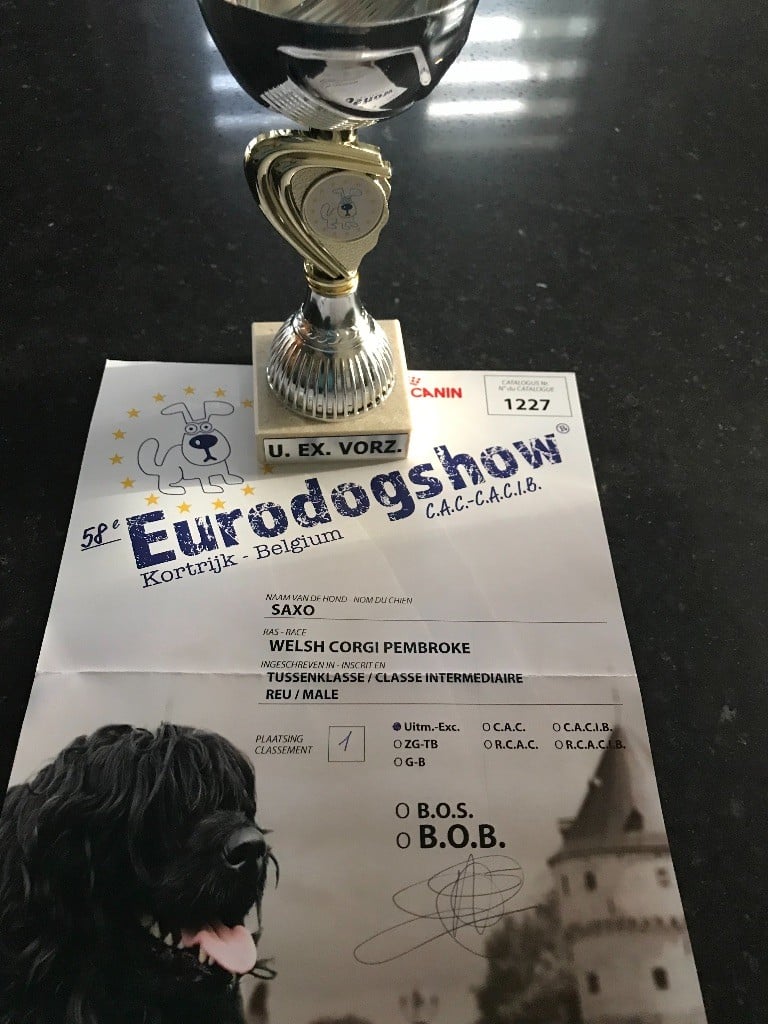 U. EX. VORZ.
CANIN
CATALOGUS Nr.
N° du CATALOGUE
1227
58e Eurodogshow®
C.A.C.-C.A.C.I.B.
Kortrijk - Belgium
NAAM VAN DE HOND - NOM DU CHIEN
SAXO
RAS - RACE
WELSH CORGI PEMBROKE
INGESCHREVEN IN - INSCRIT EN
TUSSENKLASSE / CLASSE INTERMEDIAIRE
REU / MALE
PLAATSING
CLASSEMENT
1
Uitm.-Exc. O C.A.C. O C.A.C.I.B.
O ZG-TB O R.C.A.C. O R.C.A.C.I.B.
O G-B
O B.O.S.
O B.O.B.